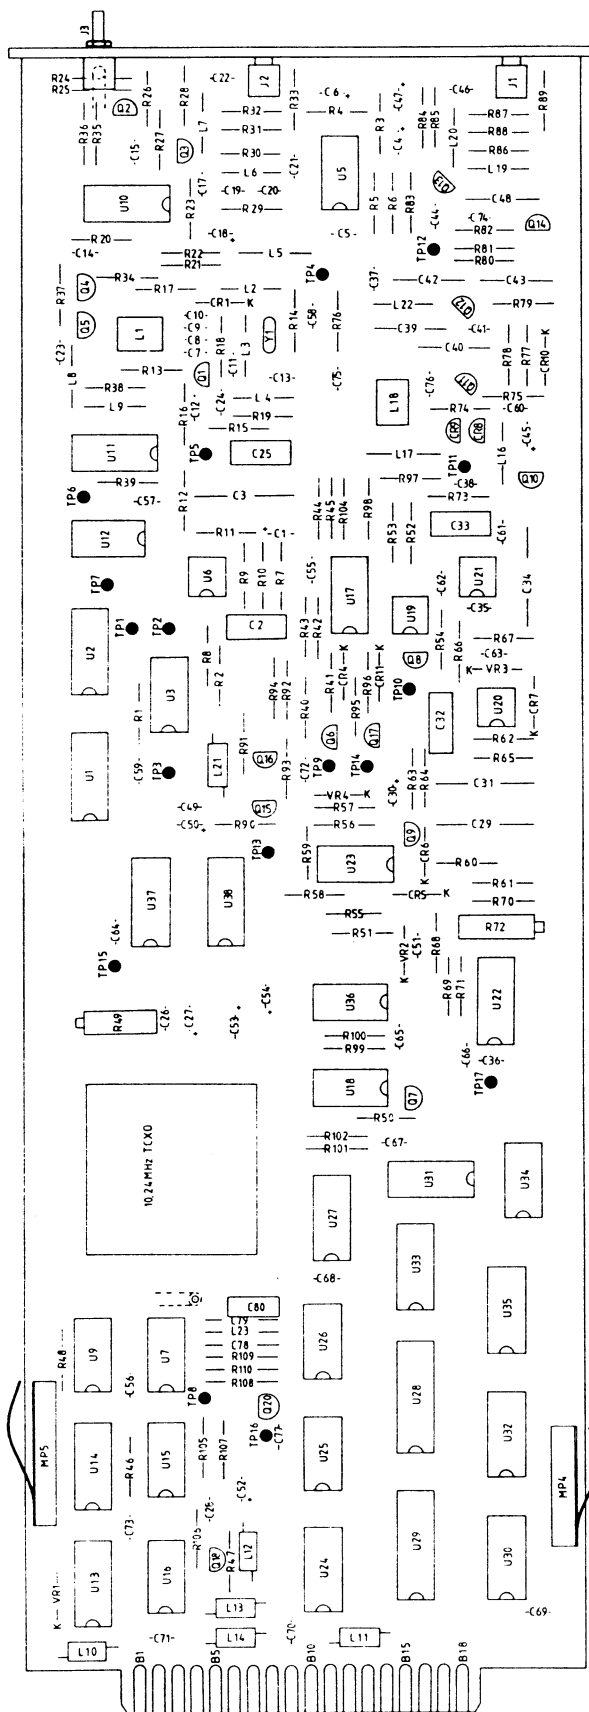 J3
R24
R25
R26
R28
C22
J2
R33
C6
R4
C47
C46
J1
R89
Q2
R36
R35
R27
C15
Q3
L7
R32
R31
R30
L6
C21
R3
C4
R84
R85
L20
R87
R88
R86
L19
U10
C17
C19
C20
R29
U5
R5
R6
R83
Q13
C48
C44
C74
Q14
R23
C18
C5
TP12
R82
R81
R80
R20
C14
R22
R21
L5
TP4
R34
R17
L2
C37
C42
C43
R37
Q4
Q5
CR1
K
R14
C58
R76
L22
Q12
R79
C10
C9
C8
C7
R18
L3
Y1
C39
C41
C40
L1
C23
L8
R13
Q1
C11
C13
C75
R78
R77
CR10
K
R38
L9
R16
C12
C24
L4
R19
R15
L18
C76
R75
R74
C60
CR9
CR8
U11
TP5
C25
L17
TP11
L16
C45
R39
R97
C38
Q10
TP6
C57
R12
C3
R44
R45
R104
R98
R73
C33
C61
U12
R11
C1
R53
R52
TP7
U6
R9
R10
R7
C55
U17
C62
U21
C34
U19
C35
TP1
TP2
C2
R43
R42
R54
R67
U2
R8
R66
C63
U3
R2
R94
R92
R41
CR4
K
R96
CR11
K
Q8
K
VR3
TP10
R1
R40
R95
C32
U20
CR7
K
U1
C59
TP3
L21
R91
Q16
R93
C72
Q6
Q17
R62
R65
TP9
TP14
R63
R64
C31
C49
C50
Q15
R90
VR4
K
R57
R56
C30
Q9
C29
TP13
R59
U23
CR6
K
R60
U37
U38
R58
CR5
K
R61
R70
C64
R55
R51
VR2
K
C51
R68
R72
TP15
R69
R71
U22
C54
U36
R49
C26
C27
C53
R100
R99
C65
C66
C36
U18
Q7
TP17
R50
R102
R101
C67
10,24 MHz TCXO
U31
U34
U27
U33
C68
U35
C80
C79
L23
C78
R109
R110
R108
U26
R48
U9
U7
C56
TP8
Q20
U28
U32
MP5
U14
R46
U15
R105
R107
TP16
C77
U25
MP4
C52
C28
C73
R106
Q18
R47
L12
U13
U16
U24
U29
U30
K
VR1
L13
C69
L10
C71
L14
C70
L11
B1
B5
B10
B15
B18